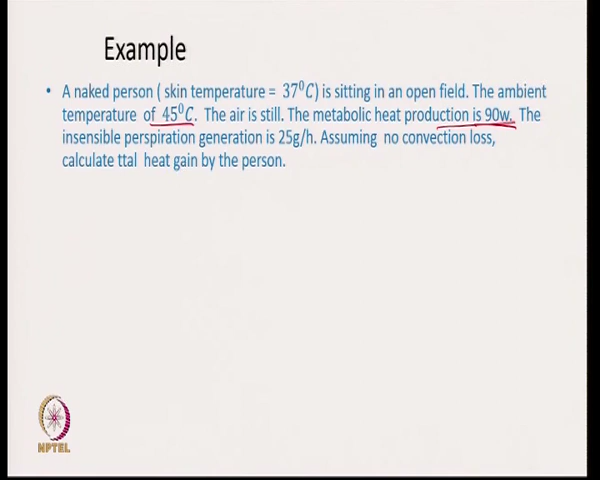 Example
• A naked person ( skin temperature = 37⁰C) is sitting in an open field. The ambient
temperature of 45⁰C. The air is still. The metabolic heat production is 90w. The
insensible perspiration generation is 25g/h. Assuming no convection loss,
calculate ttal heat gain by the person.
NPTEL